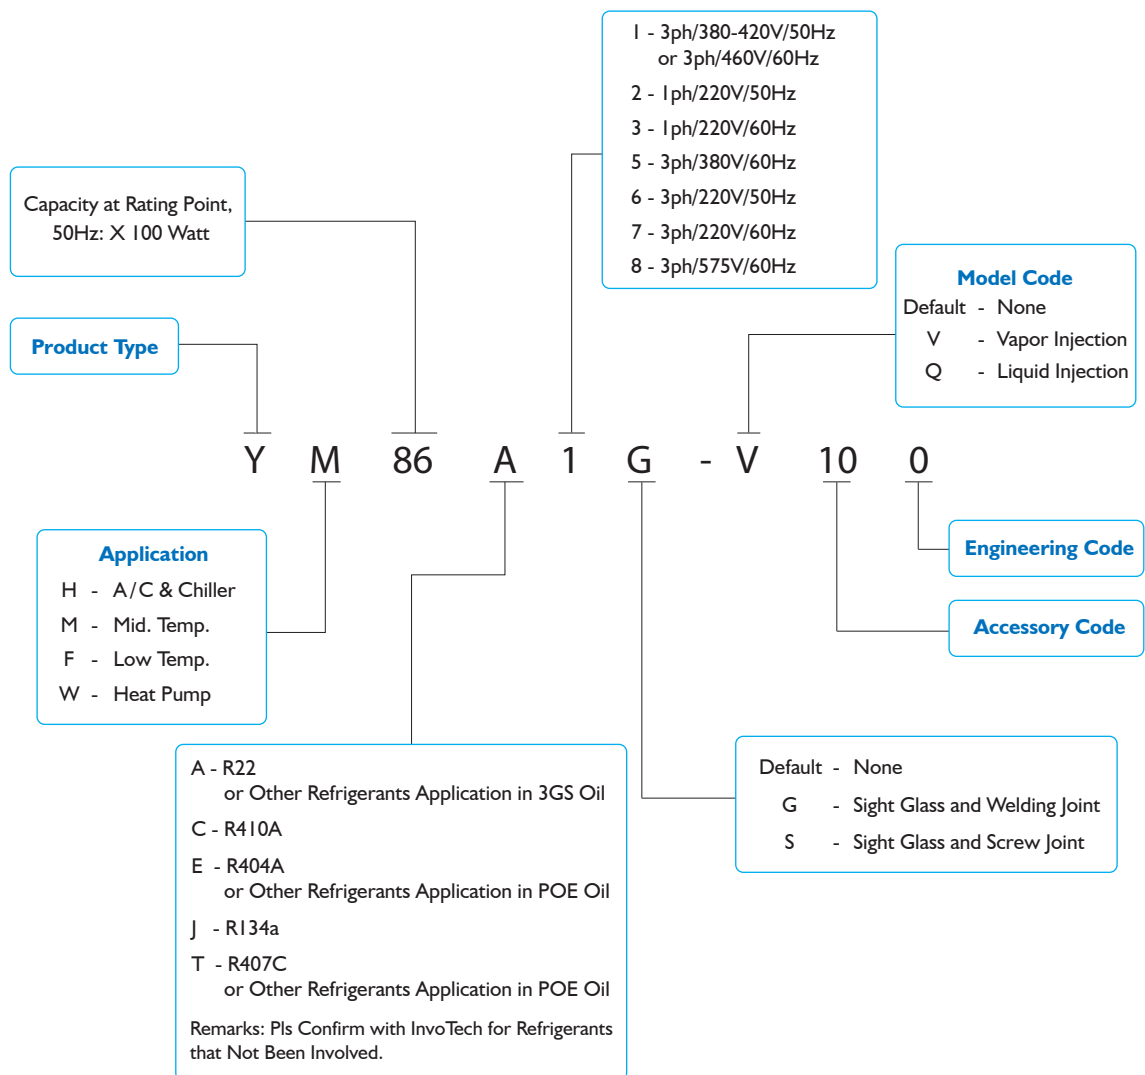 1 - 3ph/380-420V/50Hz
or 3ph/460V/60Hz
2 - 1ph/220V/50Hz
3 - 1ph/220V/60Hz
5 - 3ph/380V/60Hz
6 - 3ph/220V/50Hz
7 - 3ph/220V/60Hz
8 - 3ph/575V/60Hz
Capacity at Rating Point,
50Hz: X 100 Watt
Model Code
Default - None
V - Vapor Injection
Q - Liquid Injection
Product Type
Y M 86 A 1 G - V 10 0
Application
H - A/C & Chiller
M - Mid. Temp.
F - Low Temp.
W - Heat Pump
Engineering Code
Accessory Code
A - R22
or Other Refrigerants Application in 3GS Oil
C - R410A
E - R404A
or Other Refrigerants Application in POE Oil
J - R134a
T - R407C
or Other Refrigerants Application in POE Oil
Remarks: Pls Confirm with InvoTech for Refrigerants
that Not Been Involved.
Default - None
G - Sight Glass and Welding Joint
S - Sight Glass and Screw Joint